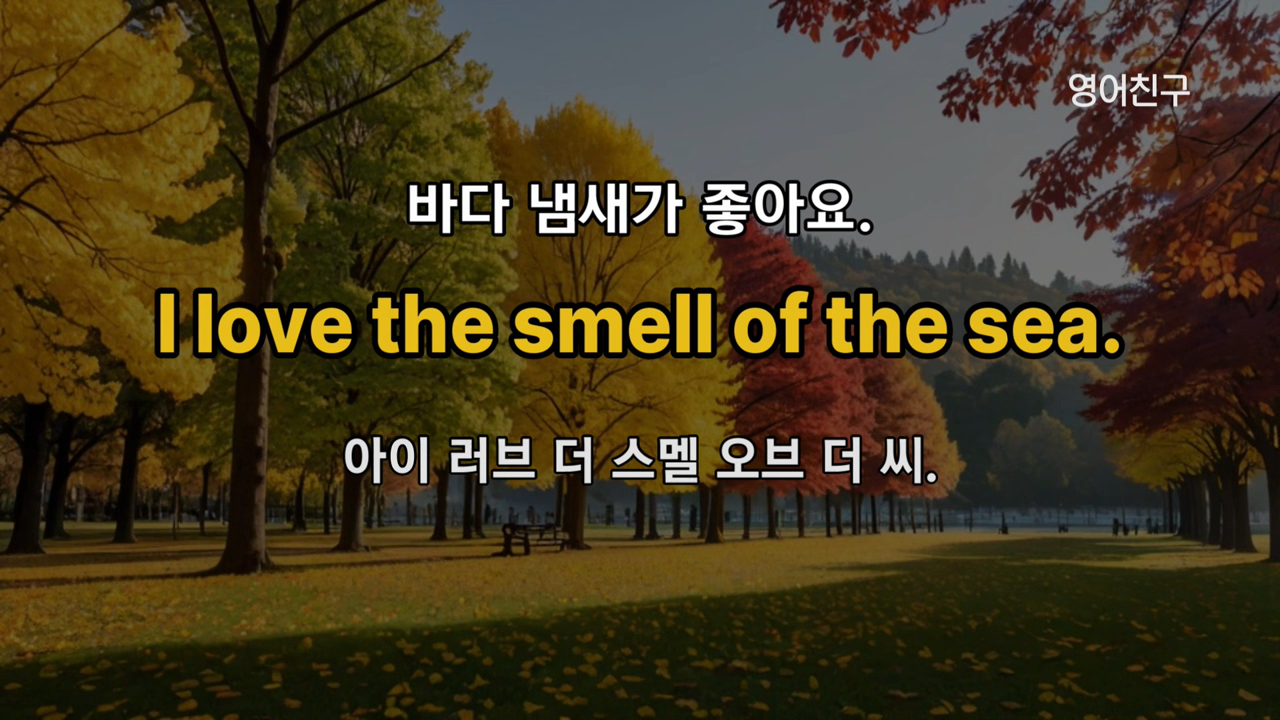 영어친구
바다 냄새가 좋아요.
I love the smell of the sea.
아이 러브 더 스멜 오브 더 씨.